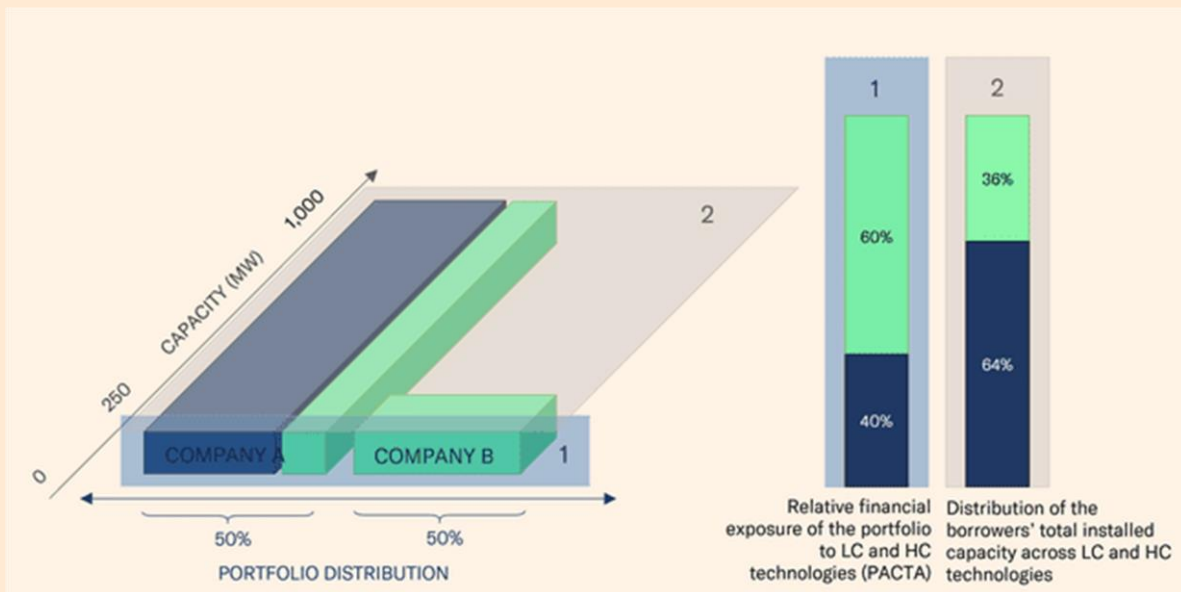 CAPACITY (MW)
1,000
250
0
2
COMPANY A
COMPANY B
1
50%
50%
PORTFOLIO DISTRIBUTION
1
60%
40%
Relative financial
exposure of the portfolio
to LC and HC
technologies (PACTA)
2
36%
64%
Distribution of the
borrowers' total installed
capacity across LC and HC
technologies